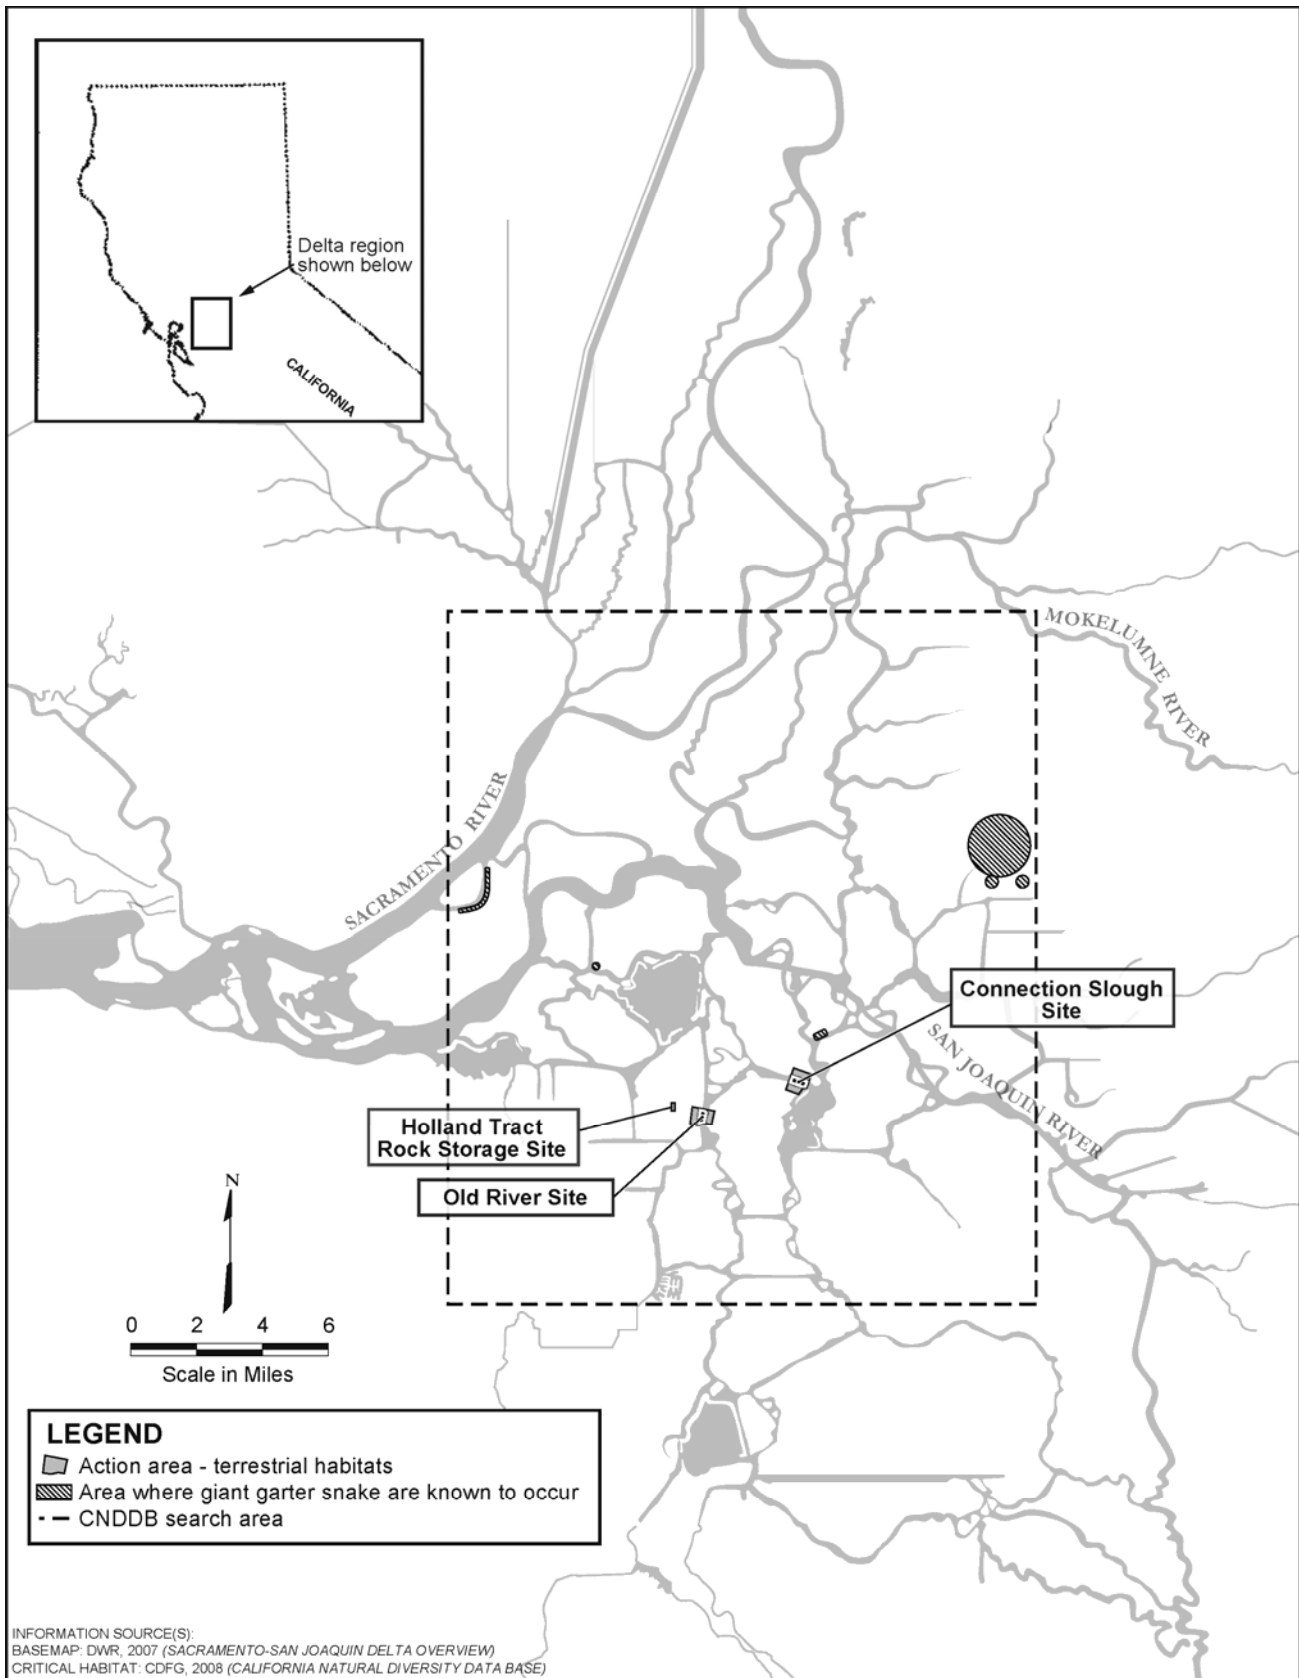 Delta region
shown below
CALIFORNIA
MOKELUMNE RIVER
SACRAMENTO RIVER
Connection Slough
Site
SAN JOAQUIN RIVER
Holland Tract
Rock Storage Site
Old River Site
N
0 2 4 6
Scale in Miles
LEGEND
Action area - terrestrial habitats
Area where giant garter snake are known to occur
CNDDB search area
INFORMATION SOURCE(S):
BASEMAP: DWR, 2007 (SACRAMENTO-SAN JOAQUIN DELTA OVERVIEW)
CRITICAL HABITAT: CDFG, 2008 (CALIFORNIA NATURAL DIVERSITY DATA BASE)